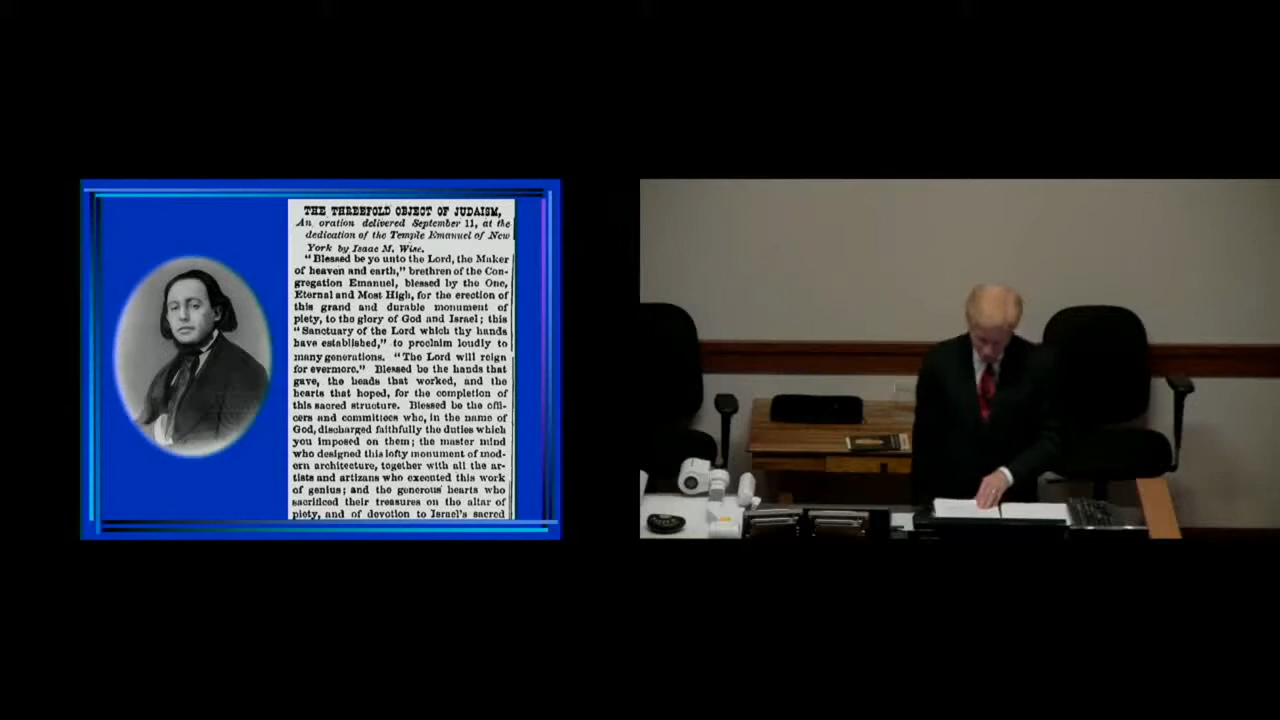 THE THREEFOLD OBJECT OF JUDAISM,
An oration delivered September 11, at the
dedication of the Temple Emanuel of New
York by Isaac M. Wise.
"Blessed be ye unto the Lord, the Maker
of heaven and earth," brethren of the Con-
gregation Emanuel, blessed by the One,
Eternal and Most High, for the erection of
this grand and durable monument of
piety, to the glory of God and Israel; this
"Sanctuary of the Lord which thy hands
have established," to proclaim loudly to
many generations. "The Lord will reign
for evermore." Blessed be the hands that
gave, the heads that worked, and the
hearts that hoped, for the completion of
this sacred structure. Blessed be the offi-
cers and committees who, in the name of
God, discharged faithfully the duties which
you imposed on them; the master mind
who designed this lofty monument of mod-
ern architecture, together with all the ar-
tists and artizans who executed this work
of genius; and the generous hearts who
sacrificed their treasures on the altar of
piety, and of devotion to Israel's sacred